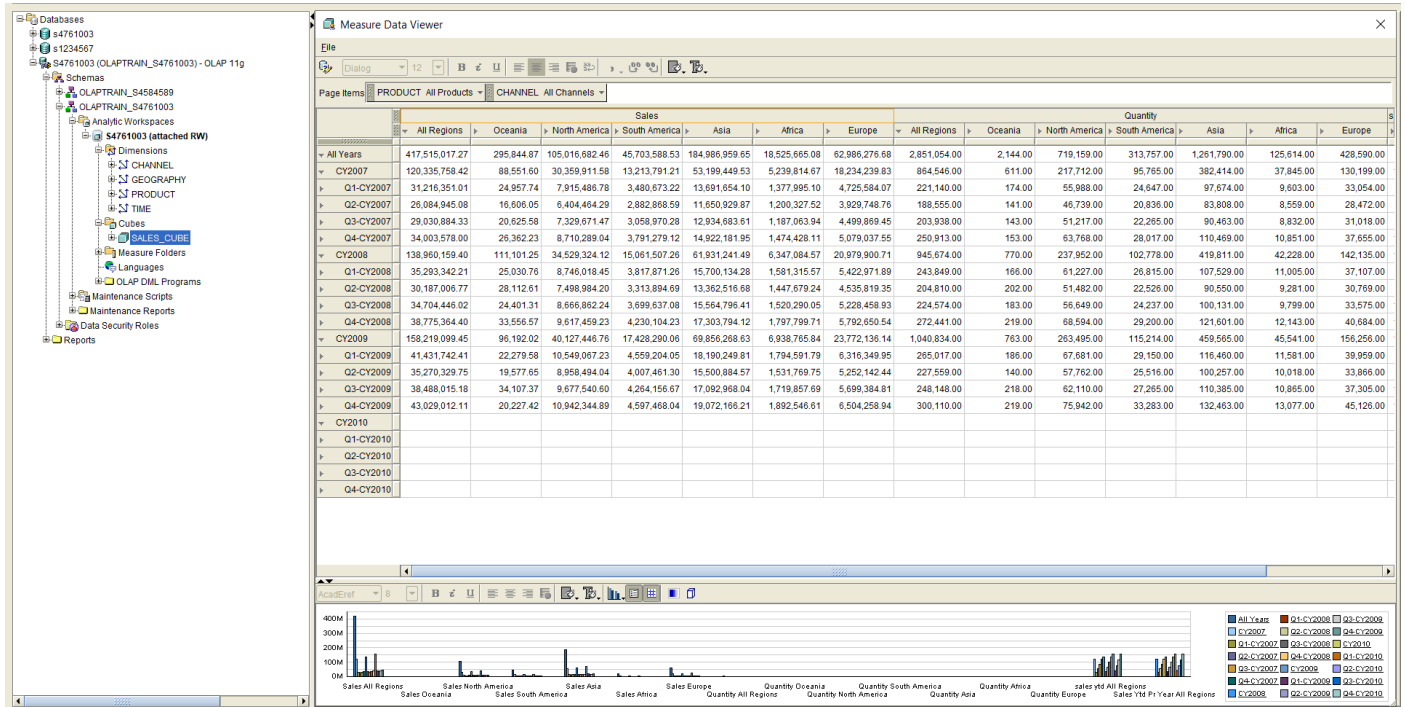 Databases
s4761003
s1234567
S4761003 (OLAPTRAIN_S4761003) - OLAP 11g
Schemas
OLAPTRAIN_S4584589
OLAPTRAIN_S4761003
Analytic Workspaces
S4761003 (attached RW)
Dimensions
CHANNEL
GEOGRAPHY
PRODUCT
TIME
Cubes
SALES_CUBE
Measure Folders
Languages
OLAP DML Programs
Maintenance Scripts
Maintenance Reports
Data Security Roles
Reports
Measure Data Viewer
File
Dialog 12 B i U
Page Items PRODUCT All Products CHANNEL All Channels
Sales Quantity s
All Regions Oceania North America South America Asia Africa Europe All Regions Oceania North America South America Asia Africa Europe
All Years 417,515,017.27 295,844.87 105,016,682.46 45,703,588.53 184,986,959.65 18,525,665.08 62,986,276.68 2,851,054.00 2,144.00 719,159.00 313,757.00 1,261,790.00 125,614.00 428,590.00
CY2007 120,335,758.42 88,551.60 30,359,911.58 13,213,791.21 53,199,449.53 5,239,814.67 18,234,239.83 864,546.00 611.00 217,712.00 95,765.00 382,414.00 37,845.00 130,199.00
Q1-CY2007 31,216,351.01 24,957.74 7,915,486.78 3,480,673.22 13,691,654.10 1,377,995.10 4,725,584.07 221,140.00 174.00 55,988.00 24,647.00 97,674.00 9,603.00 33,054.00
Q2-CY2007 26,084,945.08 16,606.05 6,404,464.29 2,882,868.59 11,650,929.87 1,200,327.52 3,929,748.76 188,555.00 141.00 46,739.00 20,836.00 83,808.00 8,559.00 28,472.00
Q3-CY2007 29,030,884.33 20,625.58 7,329,671.47 3,058,970.28 12,934,683.61 1,187,063.94 4,499,869.45 203,938.00 143.00 51,217.00 22,265.00 90,463.00 8,832.00 31,018.00
Q4-CY2007 34,003,578.00 26,362.23 8,710,289.04 3,791,279.12 14,922,181.95 1,474,428.11 5,079,037.55 250,913.00 153.00 63,768.00 28,017.00 110,469.00 10,851.00 37,655.00
CY2008 138,960,159.40 111,101.25 34,529,324.12 15,061,507.26 61,931,241.49 6,347,084.57 20,979,900.71 945,674.00 770.00 237,952.00 102,778.00 419,811.00 42,228.00 142,135.00
Q1-CY2008 35,293,342.21 25,030.76 8,746,018.45 3,817,871.26 15,700,134.28 1,581,315.57 5,422,971.89 243,849.00 166.00 61,227.00 26,815.00 107,529.00 11,005.00 37,107.00
Q2-CY2008 30,187,006.77 28,112.61 7,498,984.20 3,313,894.69 13,362,516.68 1,447,679.24 4,535,819.35 204,810.00 202.00 51,482.00 22,526.00 90,550.00 9,281.00 30,769.00
Q3-CY2008 34,704,446.02 24,401.31 8,666,862.24 3,699,637.08 15,564,796.41 1,520,290.05 5,228,458.93 224,574.00 183.00 56,649.00 24,237.00 100,131.00 9,799.00 33,575.00
Q4-CY2008 38,775,364.40 33,556.57 9,617,459.23 4,230,104.23 17,303,794.12 1,797,799.71 5,792,650.54 272,441.00 219.00 68,594.00 29,200.00 121,601.00 12,143.00 40,684.00
CY2009 158,219,099.45 96,192.02 40,127,446.76 17,428,290.06 69,856,268.63 6,938,765.84 23,772,136.14 1,040,834.00 763.00 263,495.00 115,214.00 459,565.00 45,541.00 156,256.00
Q1-CY2009 41,431,742.41 22,279.58 10,549,067.23 4,559,204.05 18,190,249.81 1,794,591.79 6,316,349.95 265,017.00 186.00 67,681.00 29,150.00 116,460.00 11,581.00 39,959.00
Q2-CY2009 35,270,329.75 19,577.65 8,958,494.04 4,007,461.30 15,500,884.57 1,531,769.75 5,252,142.44 227,559.00 140.00 57,762.00 25,516.00 100,257.00 10,018.00 33,866.00
Q3-CY2009 38,488,015.18 34,107.37 9,677,540.60 4,264,156.67 17,092,968.04 1,719,857.69 5,699,384.81 248,148.00 218.00 62,110.00 27,265.00 110,385.00 10,865.00 37,305.00
Q4-CY2009 43,029,012.11 20,227.42 10,942,344.89 4,597,468.04 19,072,166.21 1,892,546.61 6,504,258.94 300,110.00 219.00 75,942.00 33,283.00 132,463.00 13,077.00 45,126.00
CY2010
Q1-CY2010
Q2-CY2010
Q3-CY2010
Q4-CY2010
AcadEref 8 B i U
400M
300M
200M
100M
0M
Sales All Regions Sales North America Sales Asia Sales Europe Quantity Oceania Quantity South America Quantity Africa sales ytd All Regions
Sales Oceania Sales South America Sales Africa Quantity All Regions Quantity North America Quantity Asia Quantity Europe Sales Ytd Pr Year All Regions
All Years Q1-CY2008 Q3-CY2009
CY2007 Q2-CY2008 Q4-CY2009
Q1-CY2007 Q3-CY2008 CY2010
Q2-CY2007 Q4-CY2008 Q1-CY2010
Q3-CY2007 CY2009 Q2-CY2010
Q4-CY2007 Q1-CY2009 Q3-CY2010
CY2008 Q2-CY2009 Q4-CY2010